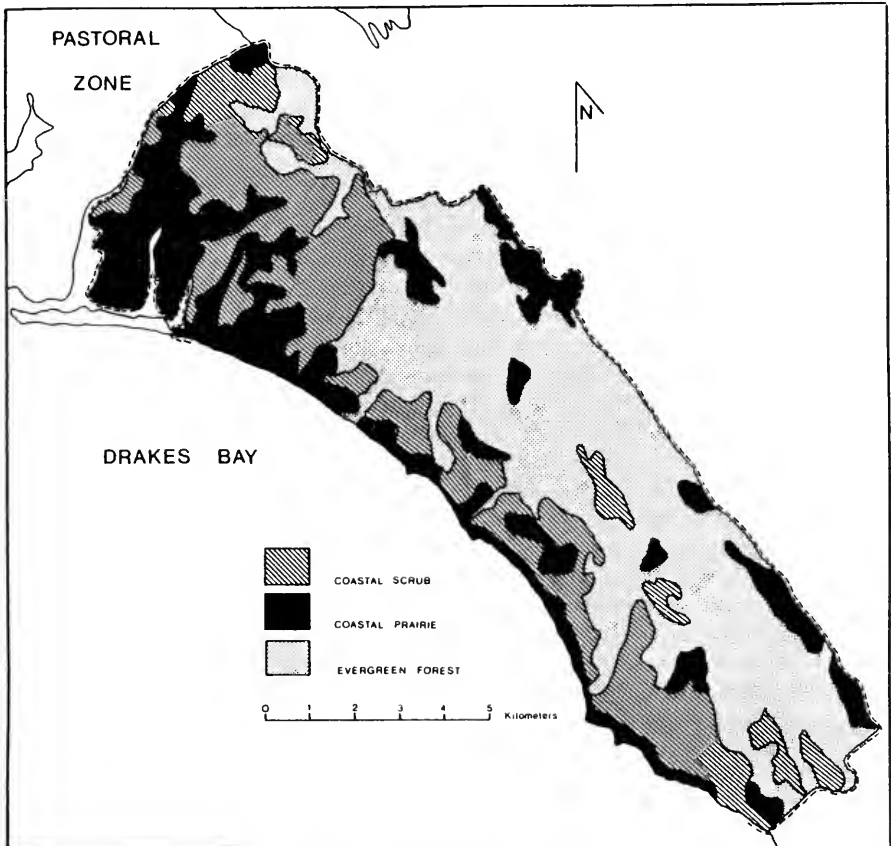 PASTORAL
ZONE
N
DRAKES BAY
COASTAL SCRUB
COASTAL PRAIRIE
EVERGREEN FOREST
0 1 2 3 4 5
Kilometers